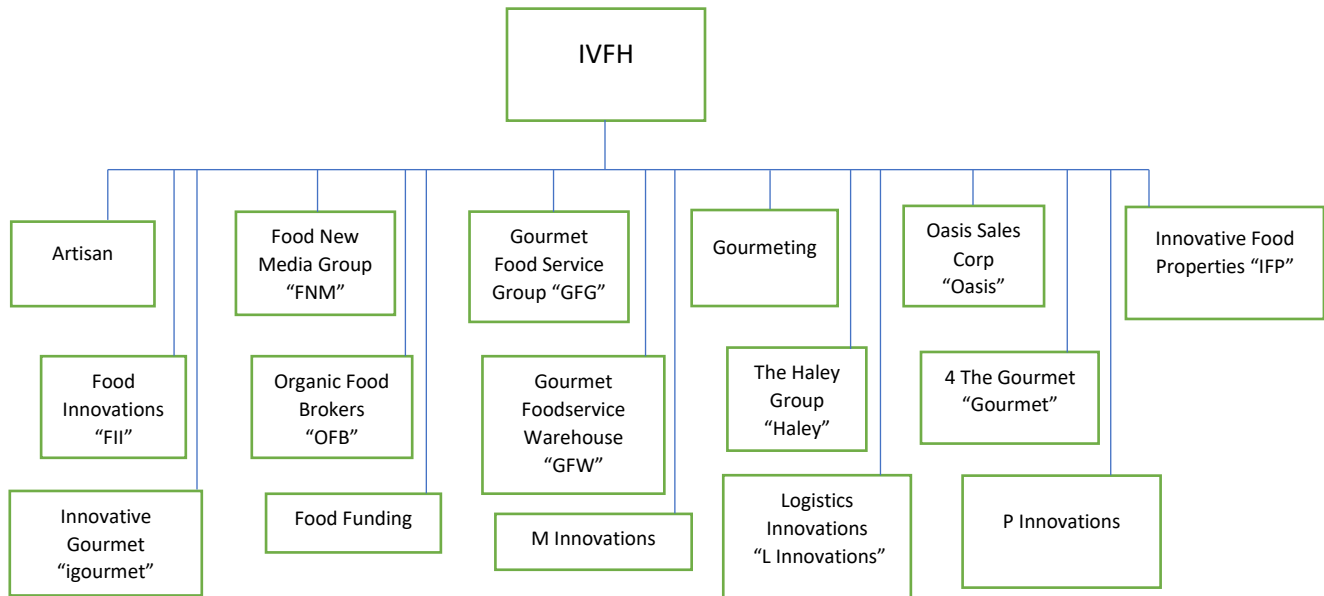 IVFH
Artisan
Food New
Media Group
“FNM”
Gourmet
Food Service
Group “GFG”
Gourmeting
Oasis Sales
Corp
“Oasis”
Innovative Food
Properties “IFP”
Food
Innovations
“FII”
Organic Food
Brokers
“OFB”
Gourmet
Foodservice
Warehouse
“GFW”
The Haley
Group
“Haley”
4 The Gourmet
“Gourmet”
Innovative
Gourmet
“igourmet”
Food Funding
M Innovations
Logistics
Innovations
“L Innovations”
P Innovations